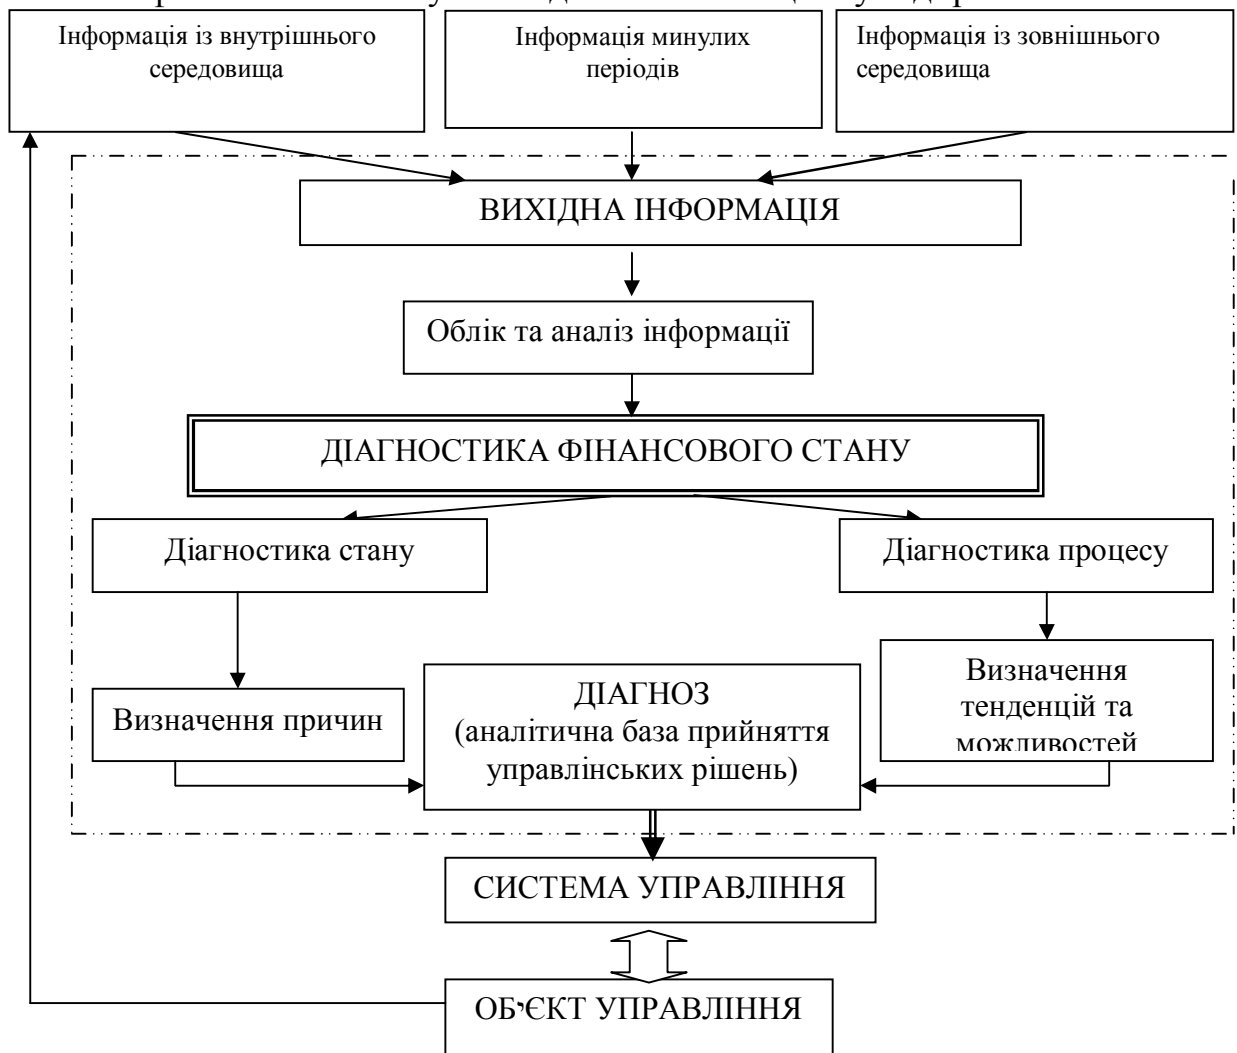 Інформація із внутрішнього
середовища
Інформація минулих
періодів
Інформація із зовнішнього
середовища
ВИХІДНА ІНФОРМАЦІЯ
Облік та аналіз інформації
ДІАГНОСТИКА ФІНАНСОВОГО СТАНУ
Діагностика стану
Діагностика процесу
Визначення причин
ДІАГНОЗ
(аналітична база прийняття
управлінських рішень)
Визначення
тенденцій та
можливостей
СИСТЕМА УПРАВЛІННЯ
ОБ'ЄКТ УПРАВЛІННЯ